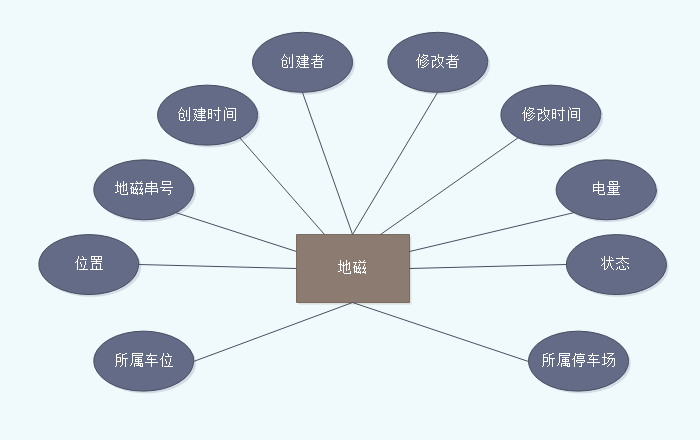 创建者
修改者
创建时间
修改时间
地磁串号
电量
位置
地磁
状态
所属车位
所属停车场